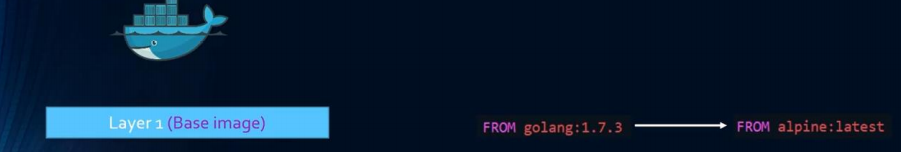 Layer 1 (Base image)
FROM golang:1.7.3
FROM alpine:latest